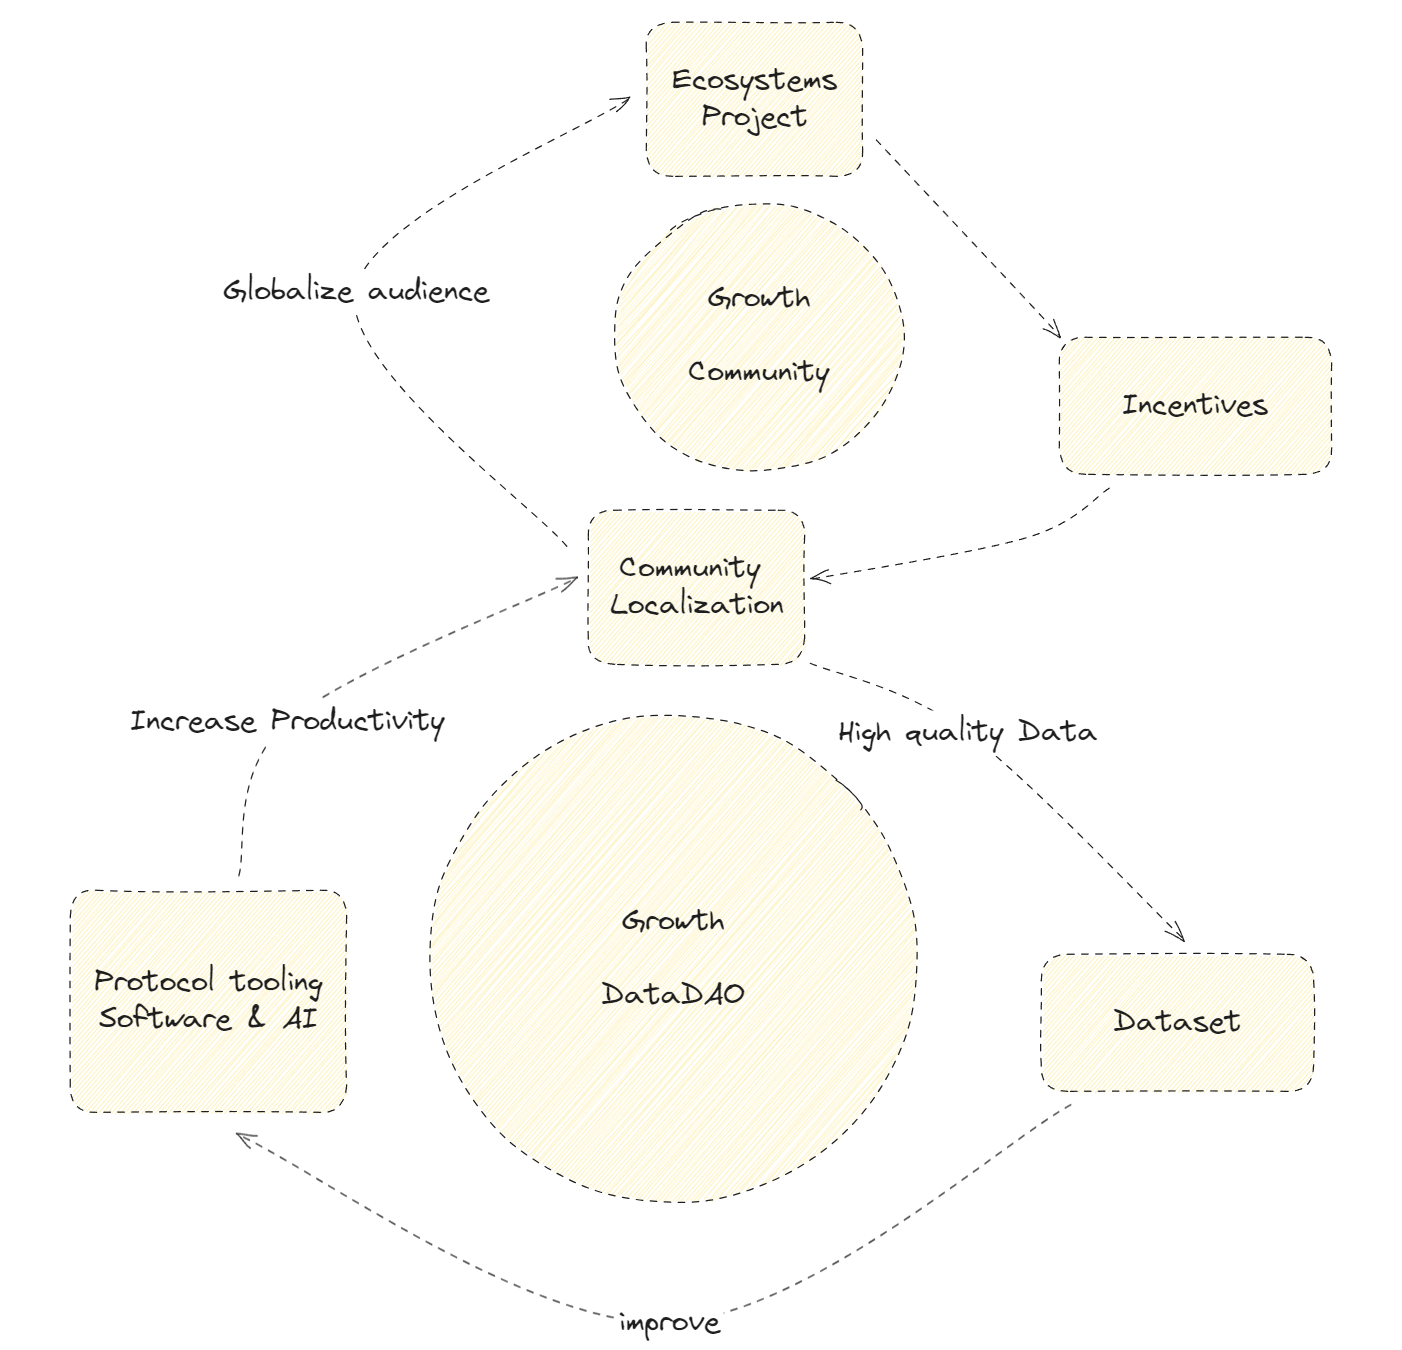 Ecosystems
Project
Globalize audience
Growth
Community
Incentives
Community
Localization
Increase Productivity
High quality Data
Growth
DataDAO
Protocol tooling
Software & AI
Dataset
improve